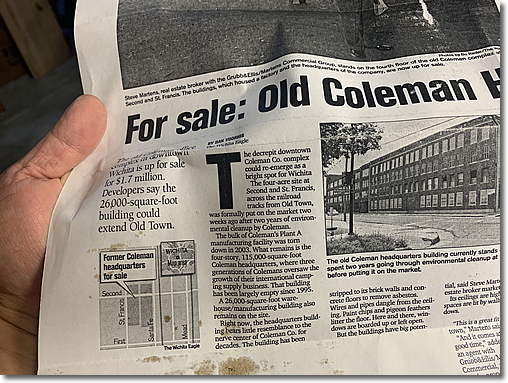 Steve Martens, real estate broker with the Grubb&Ellis/Martens Commercial Group, stands on the fourth floor of the old Coleman complex
Second and St. Francis. The buildings, which housed a factory and the headquarters of the company, are now up for sale.
For sale: Old Coleman H
BY DAN VOORHIS
The Wichita Eagle
The old office
complex in downtown
Wichita is up for sale
for $1.7 million.
Developers say the
26,000-square-foot
building could
extend Old Town.
Former Coleman
headquarters
for sale
Second
St. Francis
Santa Fe
Mead
First
The Wichita Eagle
The decrepit downtown
Coleman Co. complex
could re-emerge as a
bright spot for Wichita
The four-acre site at
Second and St. Francis,
across the railroad
tracks from Old Town,
was formally put on the market two
weeks ago after two years of environ-
mental cleanup by Coleman.
The bulk of Coleman's Plant A
manufacturing facility was torn
down in 2003. What remains is the
four-story, 115,000-square-foot
Coleman headquarters, where three
generations of Colemans oversaw the
growth of their international camp-
ing supply business. That building
has been largely empty since 1995.
A 26,000-square-foot ware-
house/manufacturing building also
remains on the site.
Right now, the headquarters build-
ing bears little resemblance to the
nerve center of Coleman Co. for
decades. The building has been
The old Coleman headquarters building currently stands
spent two years going through environmental cleanup at
before putting it on the market.
stripped to its brick walls and con-
crete floors to remove asbestos.
Wires and pipes dangle from the ceil-
ing. Paint chips and pigeon feathers
litter the floor. Here and there, win-
dows are boarded up or left open.
But the buildings have big poten-
tial, said Steve Mart
estate broker market
Its ceilings are high
dows.
"This is a great
town," Martens said
"And it comes a
good time," adde
an agent with
Grubb&Ellis/M
Commercial,